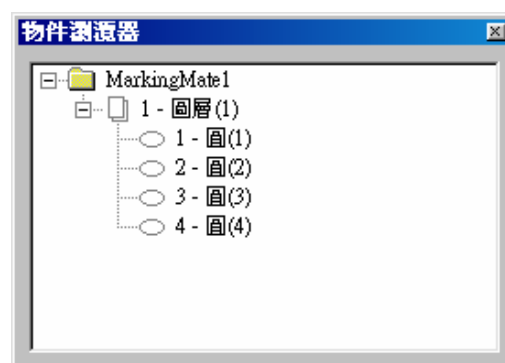 物件瀏覽器
MarkingMate1
1 - 圖層(1)
1 - 圓(1)
2 - 圓(2)
3 - 圓(3)
4 - 圓(4)